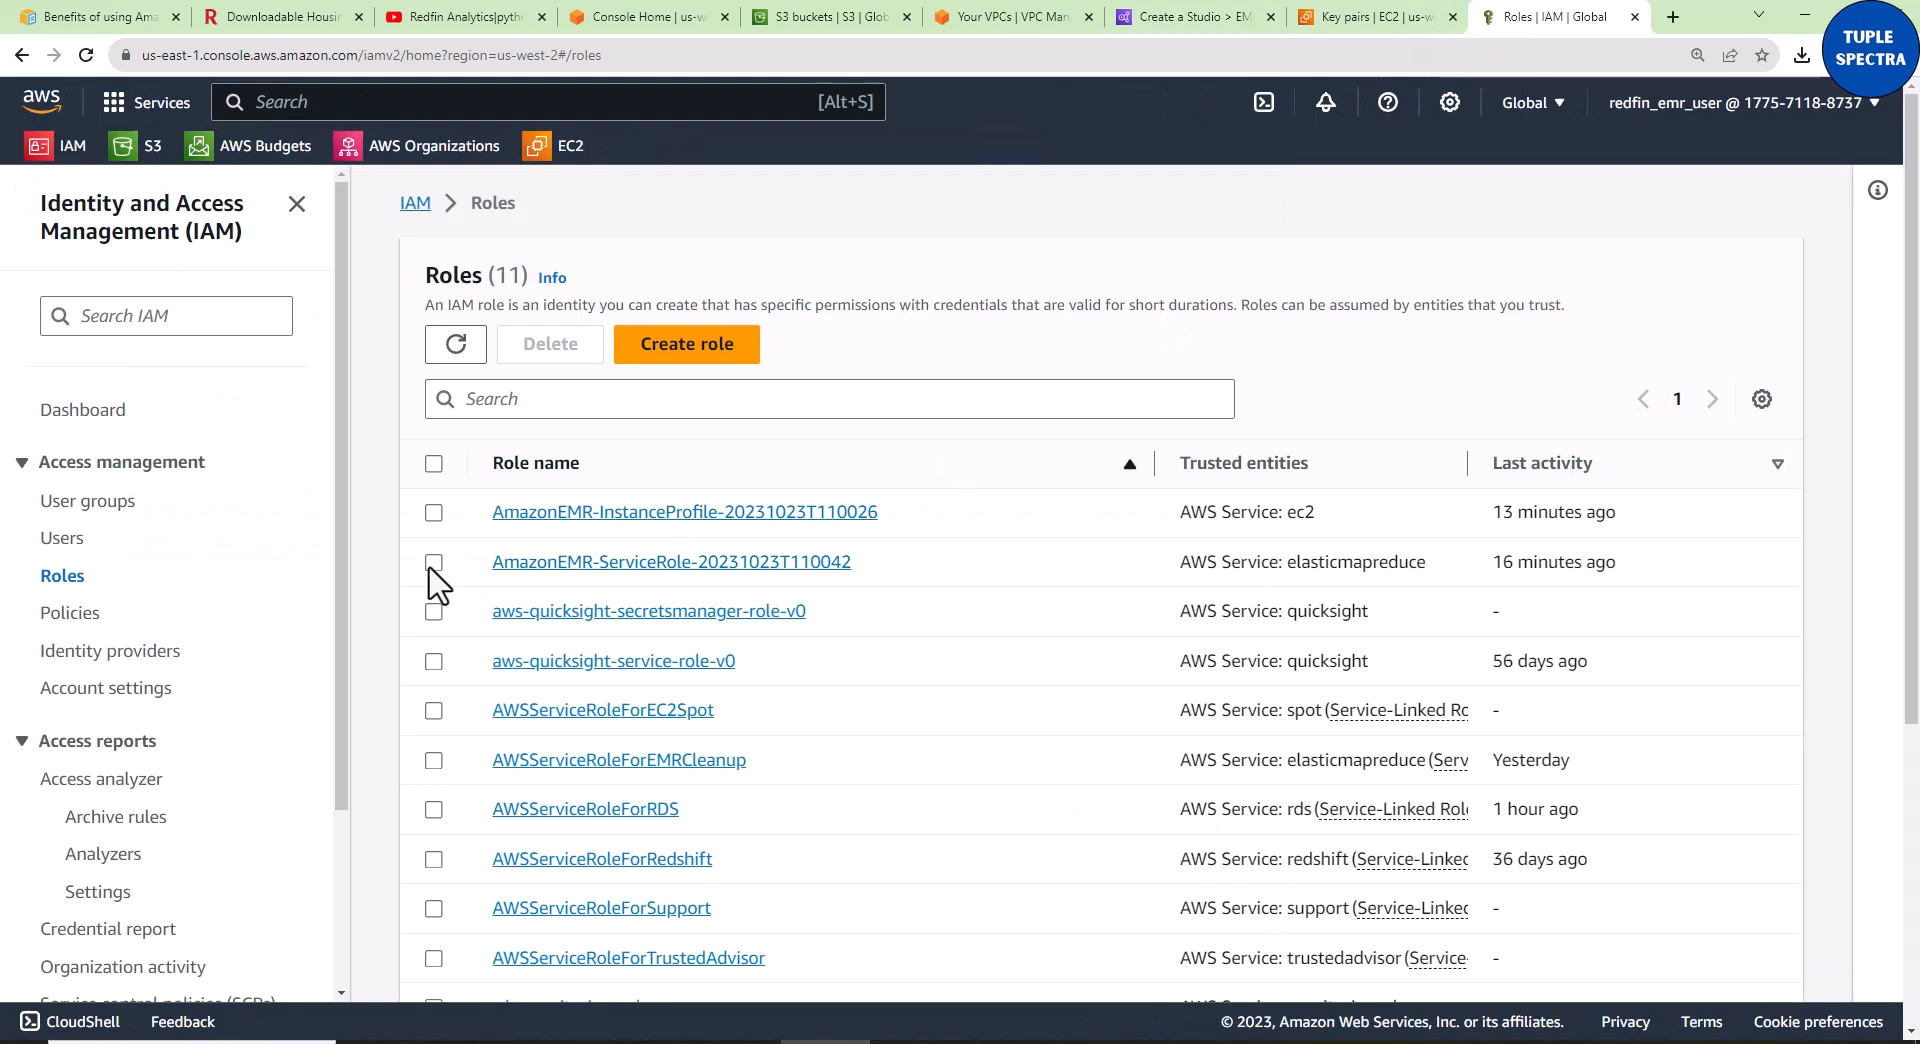 Benefits of using Ama
Downloadable Housin
Redfin Analytics|pyth
Console Home | us-w
S3 buckets | S3 | Glob
Your VPCs | VPC Man
Create a Studio > EM
Key pairs | EC2 | us-w
Roles | IAM | Global
TUPLE
SPECTRA
us-east-1.console.aws.amazon.com/iamv2/home?region=us-west-2#/roles
aws
Services
Search
[Alt+S]
Global
redfin_emr_user @ 1775-7118-8737
IAM
S3
AWS Budgets
AWS Organizations
EC2
Identity and Access
Management (IAM)
Search IAM
Dashboard
Access management
User groups
Users
Roles
Policies
Identity providers
Account settings
Access reports
Access analyzer
Archive rules
Analyzers
Settings
Credential report
Organization activity
Service control policies (SCPs)
IAM > Roles
Roles (11) Info
An IAM role is an identity you can create that has specific permissions with credentials that are valid for short durations. Roles can be assumed by entities that you trust.
Delete
Create role
Search
1
Role name Trusted entities Last activity
AmazonEMR-InstanceProfile-20231023T110026 AWS Service: ec2 13 minutes ago
AmazonEMR-ServiceRole-20231023T110042 AWS Service: elasticmapreduce 16 minutes ago
aws-quicksight-secretsmanager-role-v0 AWS Service: quicksight -
aws-quicksight-service-role-v0 AWS Service: quicksight 56 days ago
AWSServiceRoleForEC2Spot AWS Service: spot (Service-Linked Ro -
AWSServiceRoleForEMRCleanup AWS Service: elasticmapreduce (Serv Yesterday
AWSServiceRoleForRDS AWS Service: rds (Service-Linked Role 1 hour ago
AWSServiceRoleForRedshift AWS Service: redshift (Service-Linked 36 days ago
AWSServiceRoleForSupport AWS Service: support (Service-Linked -
AWSServiceRoleForTrustedAdvisor AWS Service: trustedadvisor (Service- -
CloudShell
Feedback
© 2023, Amazon Web Services, Inc. or its affiliates.
Privacy
Terms
Cookie preferences